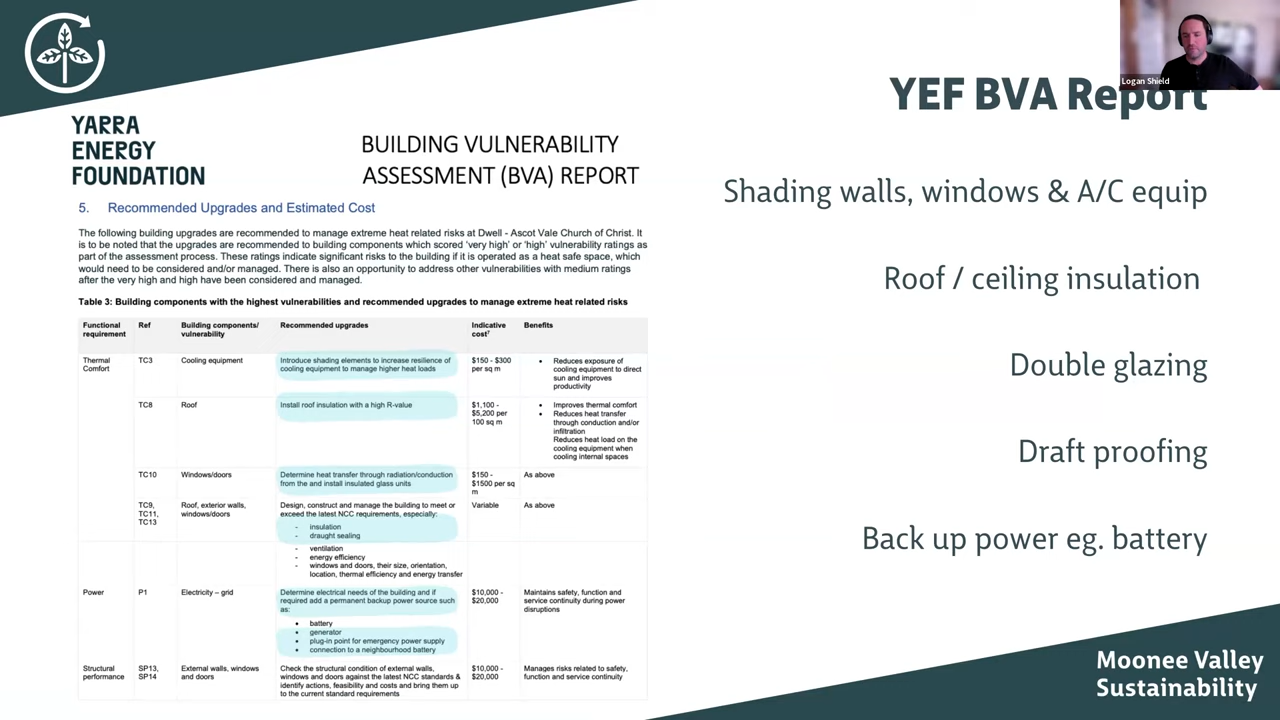 YARRA
ENERGY
FOUNDATION
BUILDING VULNERABILITY
ASSESSMENT (BVA) REPORT
5. Recommended Upgrades and Estimated Cost
The following building upgrades are recommended to manage extreme heat related risks at Dwell - Ascot Vale Church of Christ. It
is to be noted that the upgrades are recommended to building components which scored 'very high' or 'high' vulnerability ratings as
part of the assessment process. These ratings indicate significant risks to the building if it is operated as a heat safe space, which
would need to be considered and/or managed. There is also an opportunity to address other vulnerabilities with medium ratings
after the very high and high have been considered and managed.
Table 3: Building components with the highest vulnerabilities and recommended upgrades to manage extreme heat related risks
Functional
requirement
Ref
Building components/
vulnerability
Recommended upgrades
Indicative
cost⁷
Benefits
Thermal
Comfort
TC3
Cooling equipment
Introduce shading elements to increase resilience of
cooling equipment to manage higher heat loads
$150 - $300
per sq m
• Reduces exposure of
cooling equipment to direct
sun and improves
productivity
TC8
Roof
Install roof insulation with a high R-value
$1,100 -
$5,200 per
100 sq m
• Improves thermal comfort
• Reduces heat transfer
through conduction and/or
infiltration
Reduces heat load on the
cooling equipment when
cooling internal spaces
TC10
Windows/doors
Determine heat transfer through radiation/conduction
from the and install insulated glass units
$150 -
$1500 per sq
m
As above
TC9,
TC11,
TC13
Roof, exterior walls,
windows/doors
Design, construct and manage the building to meet or
exceed the latest NCC requirements, especially:
- insulation
- draught sealing
- ventilation
- energy efficiency
- windows and doors, their size, orientation,
location, thermal efficiency and energy transfer
Variable
As above
Power
P1
Electricity – grid
Determine electrical needs of the building and if
required add a permanent backup power source such
as:
• battery
• generator
• plug-in point for emergency power supply
• connection to a neighbourhood battery
$10,000 -
$20,000
Maintains safety, function and
service continuity during power
disruptions
Structural
performance
SP13,
SP14
External walls, windows
and doors
Check the structural condition of external walls,
windows and doors against the latest NCC standards &
identify actions, feasibility and costs and bring them up
to the current standard requirements
$10,000 -
$20,000
Manages risks related to safety,
function and service continuity
Logan Shield
YEF BVA Report
Shading walls, windows & A/C equip
Roof / ceiling insulation
Double glazing
Draft proofing
Back up power eg. battery
Moonee Valley
Sustainability